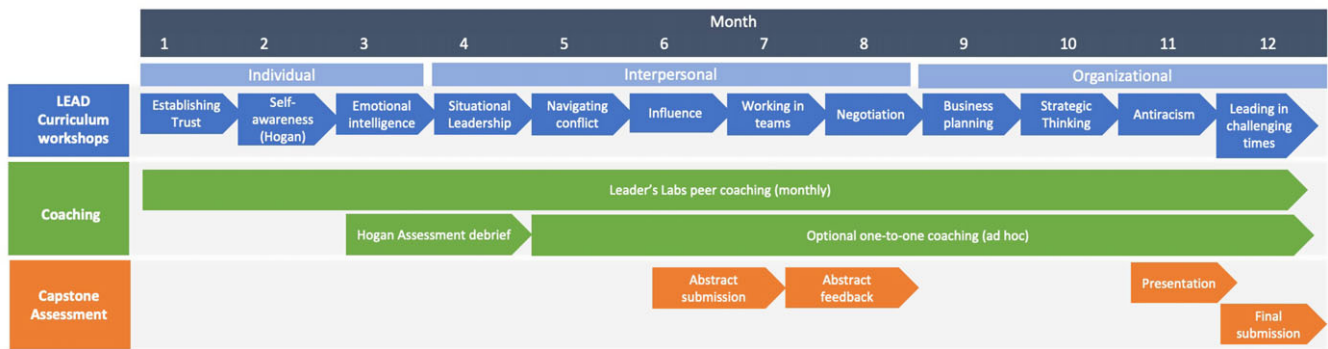 Month
1 2 3 4 5 6 7 8 9 10 11 12
Individual Interpersonal Organizational
LEAD
Curriculum
workshops
Establishing
Trust
Self-
awareness
(Hogan)
Emotional
intelligence
Situational
Leadership
Navigating
conflict
Influence
Working in
teams
Negotiation
Business
planning
Strategic
Thinking
Antiracism
Leading in
challenging
times
Coaching
Leader's Labs peer coaching (monthly)
Hogan Assessment debrief
Optional one-to-one coaching (ad hoc)
Capstone
Assessment
Abstract
submission
Abstract
feedback
Presentation
Final
submission